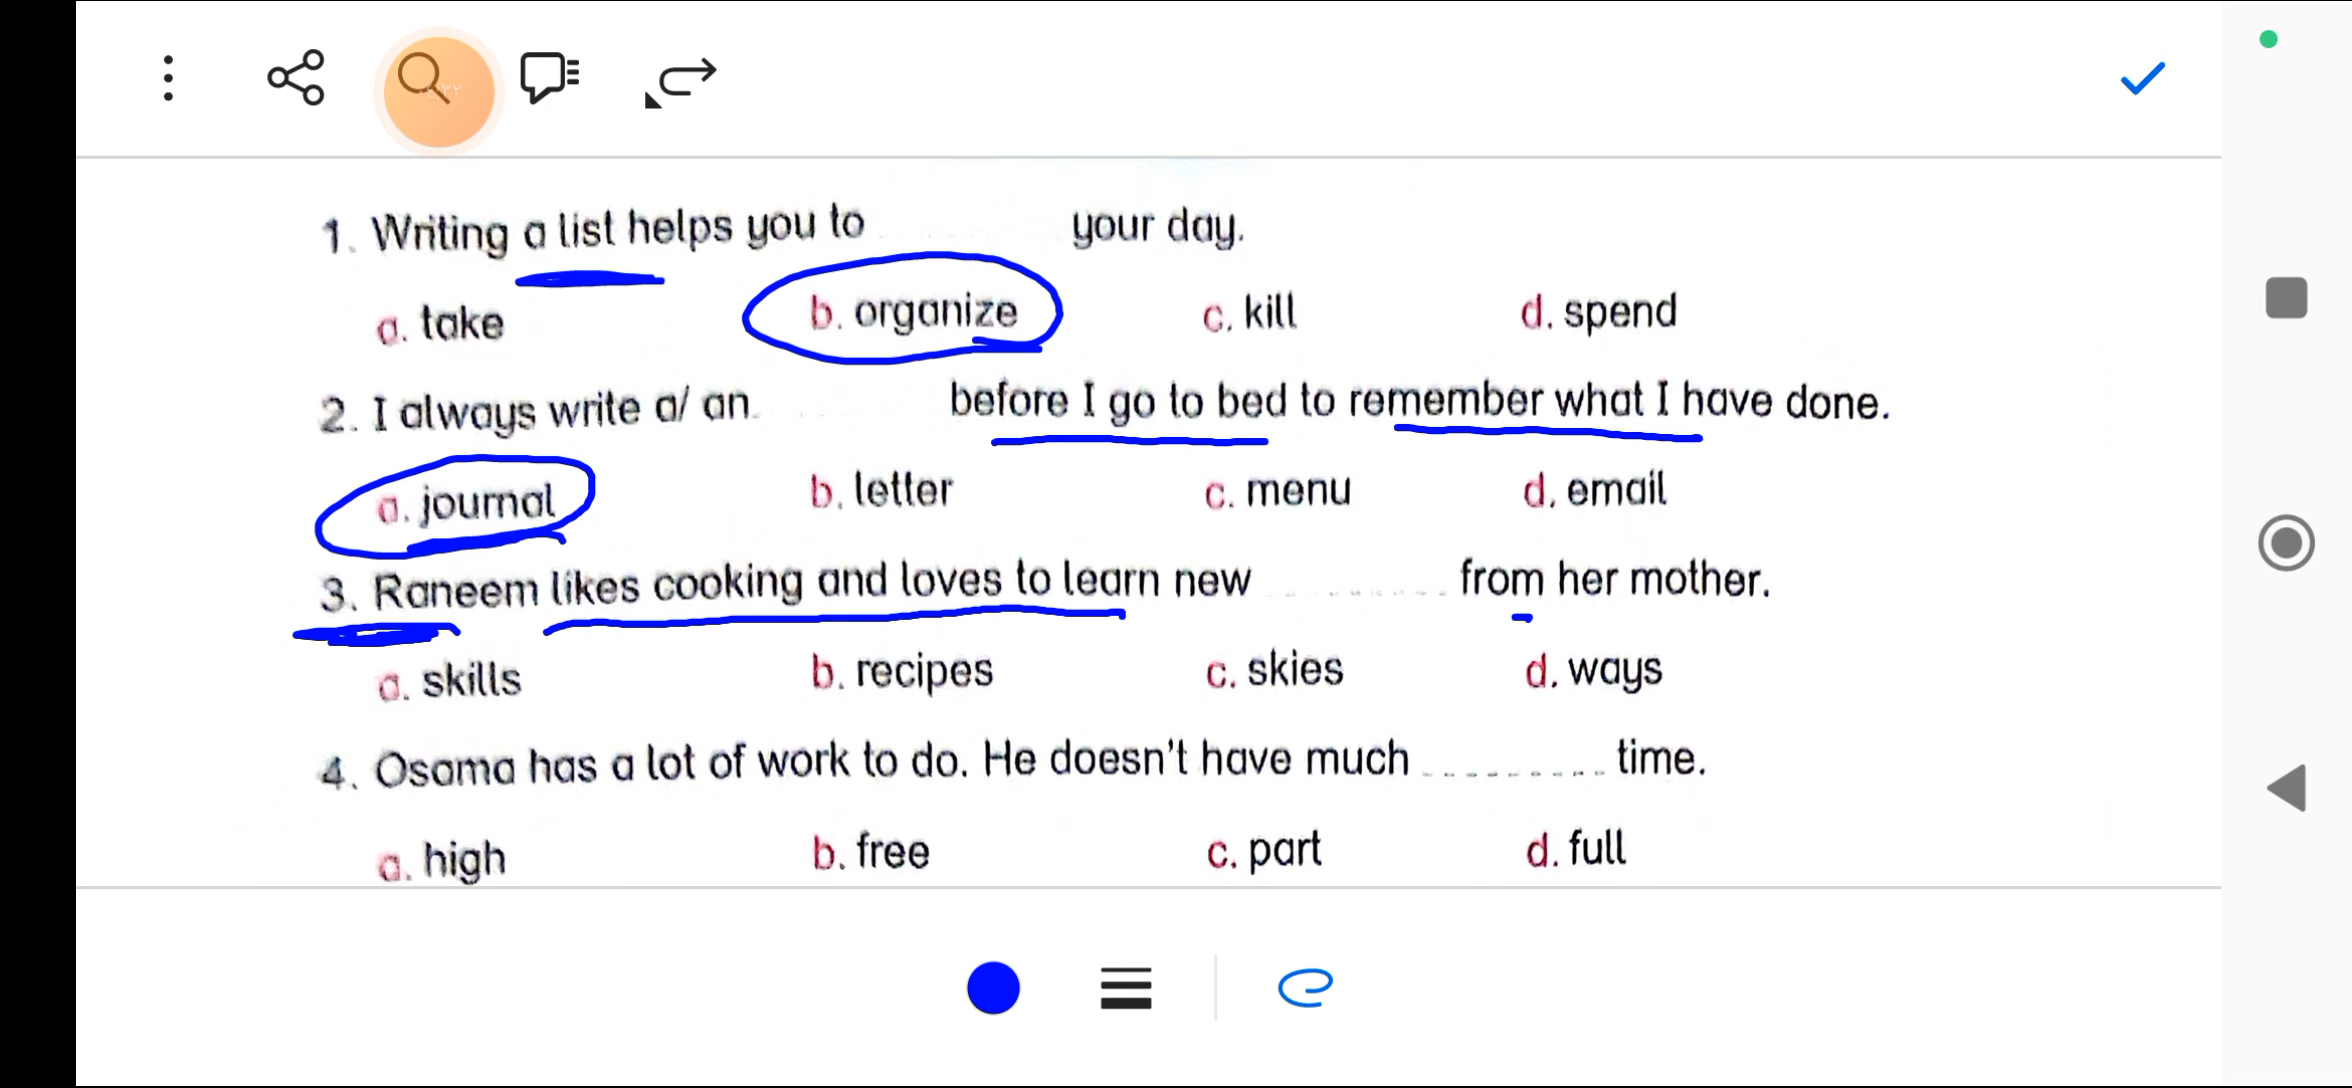 1. Writing a list helps you to your day.
a. take b. organize c. kill d. spend
2. I always write a/ an. before I go to bed to remember what I have done.
a. journal b. letter c. menu d. email
3. Raneem likes cooking and loves to learn new .......... from her mother.
a. skills b. recipes c. skies d. ways
4. Osama has a lot of work to do. He doesn't have much .......... time.
a. high b. free c. part d. full